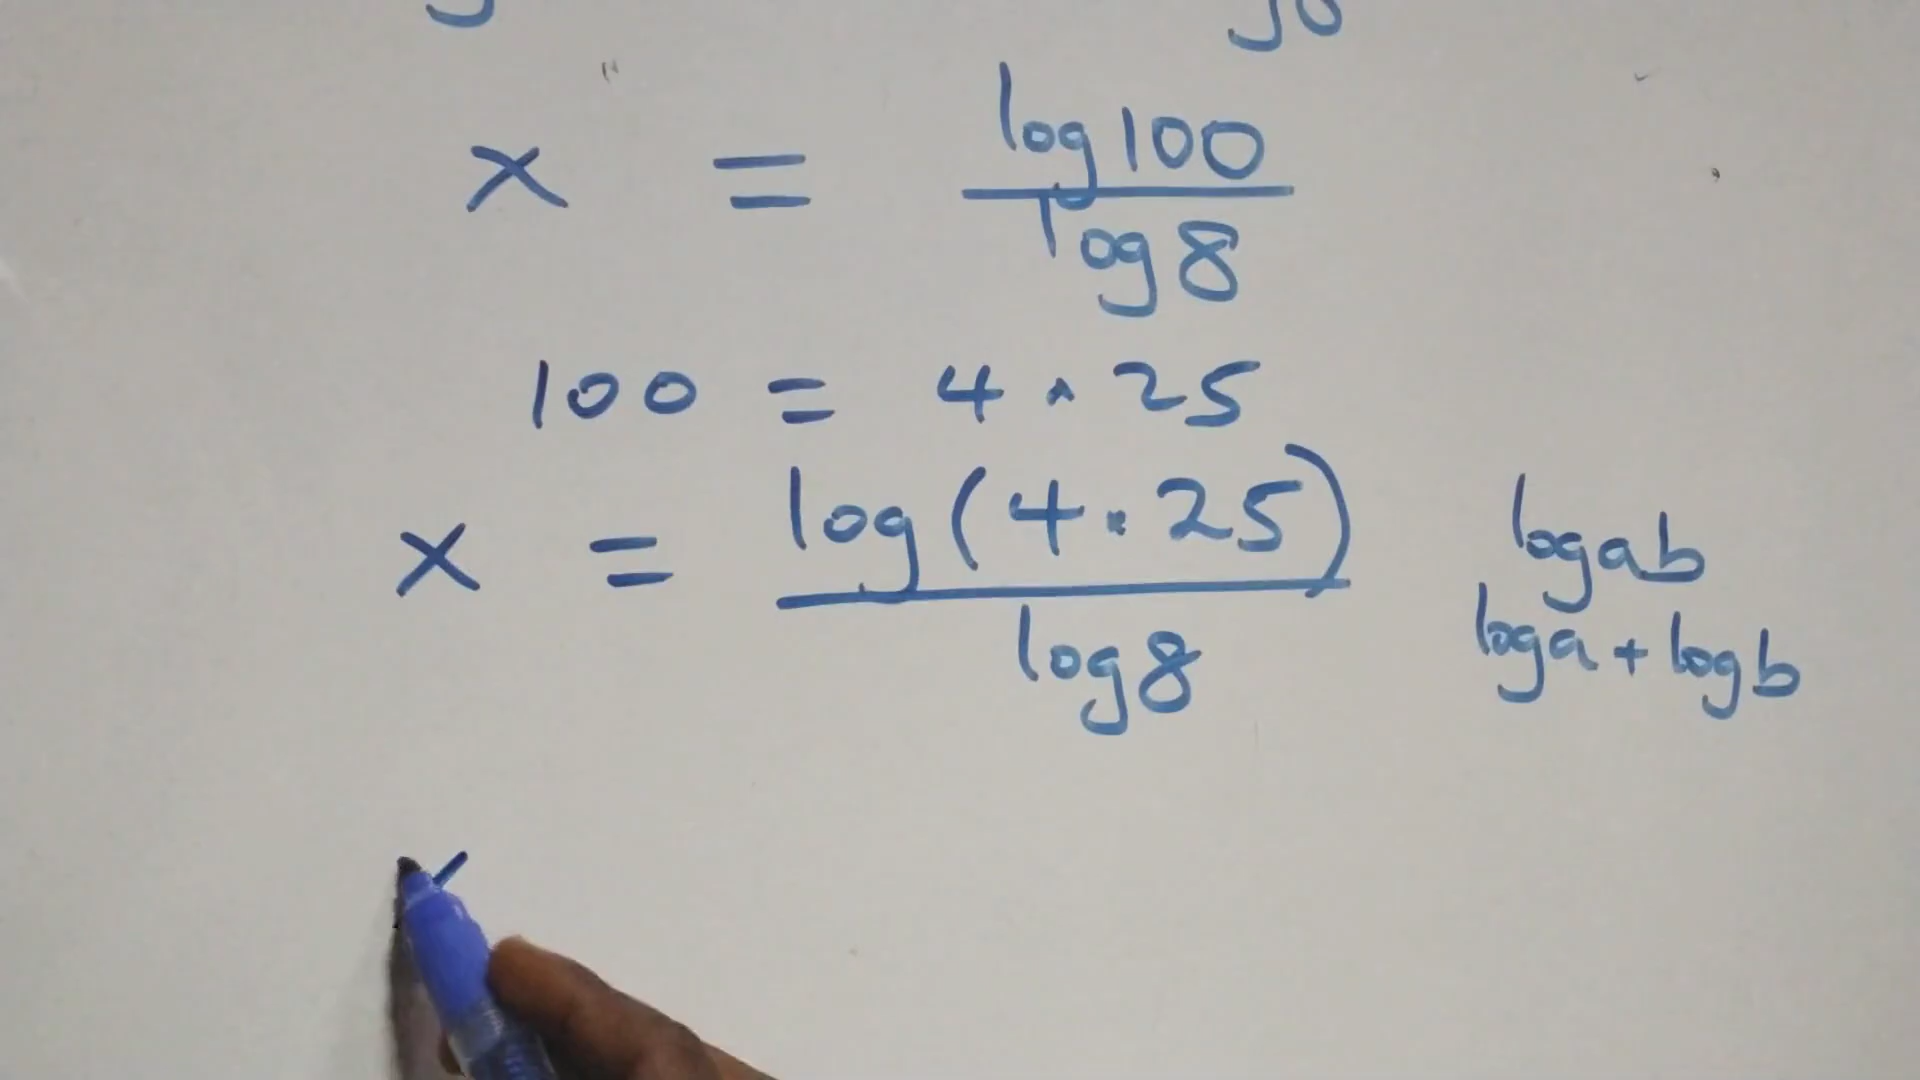 x = log100
log8
100 = 4 · 25
x = log(4 · 25)
log8
logab
loga + logb